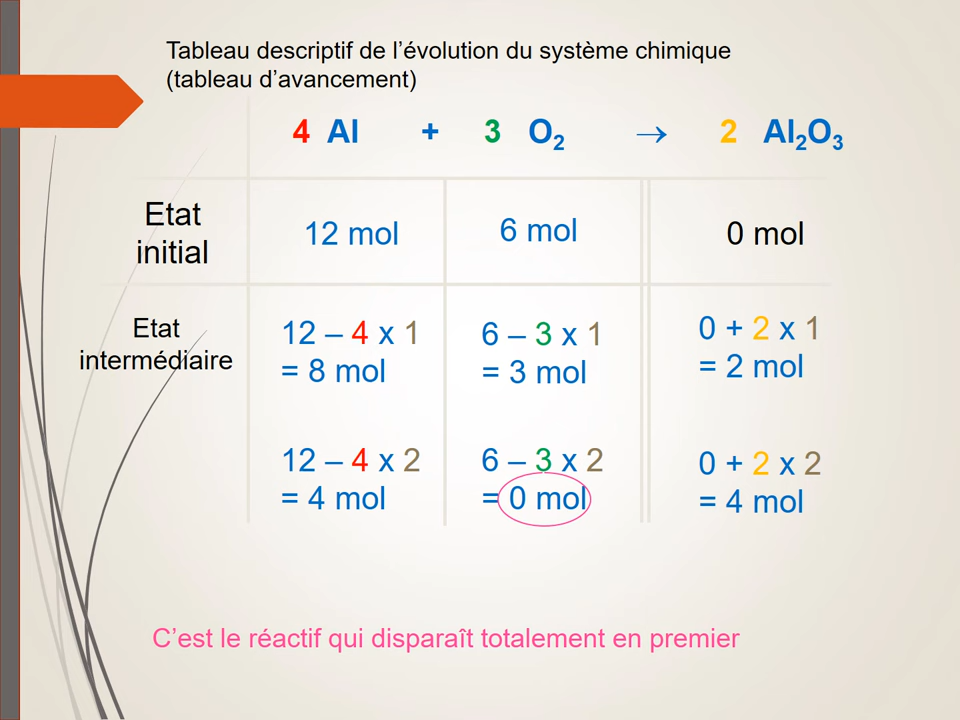 Tableau descriptif de l’évolution du système chimique
(tableau d’avancement)
4 Al + 3 O₂ → 2 Al₂O₃
Etat
initial
12 mol
6 mol
0 mol
Etat
intermédiaire
12 – 4 x 1
= 8 mol
6 – 3 x 1
= 3 mol
0 + 2 x 1
= 2 mol
12 – 4 x 2
= 4 mol
6 – 3 x 2
= 0 mol
0 + 2 x 2
= 4 mol
C’est le réactif qui disparaît totalement en premier